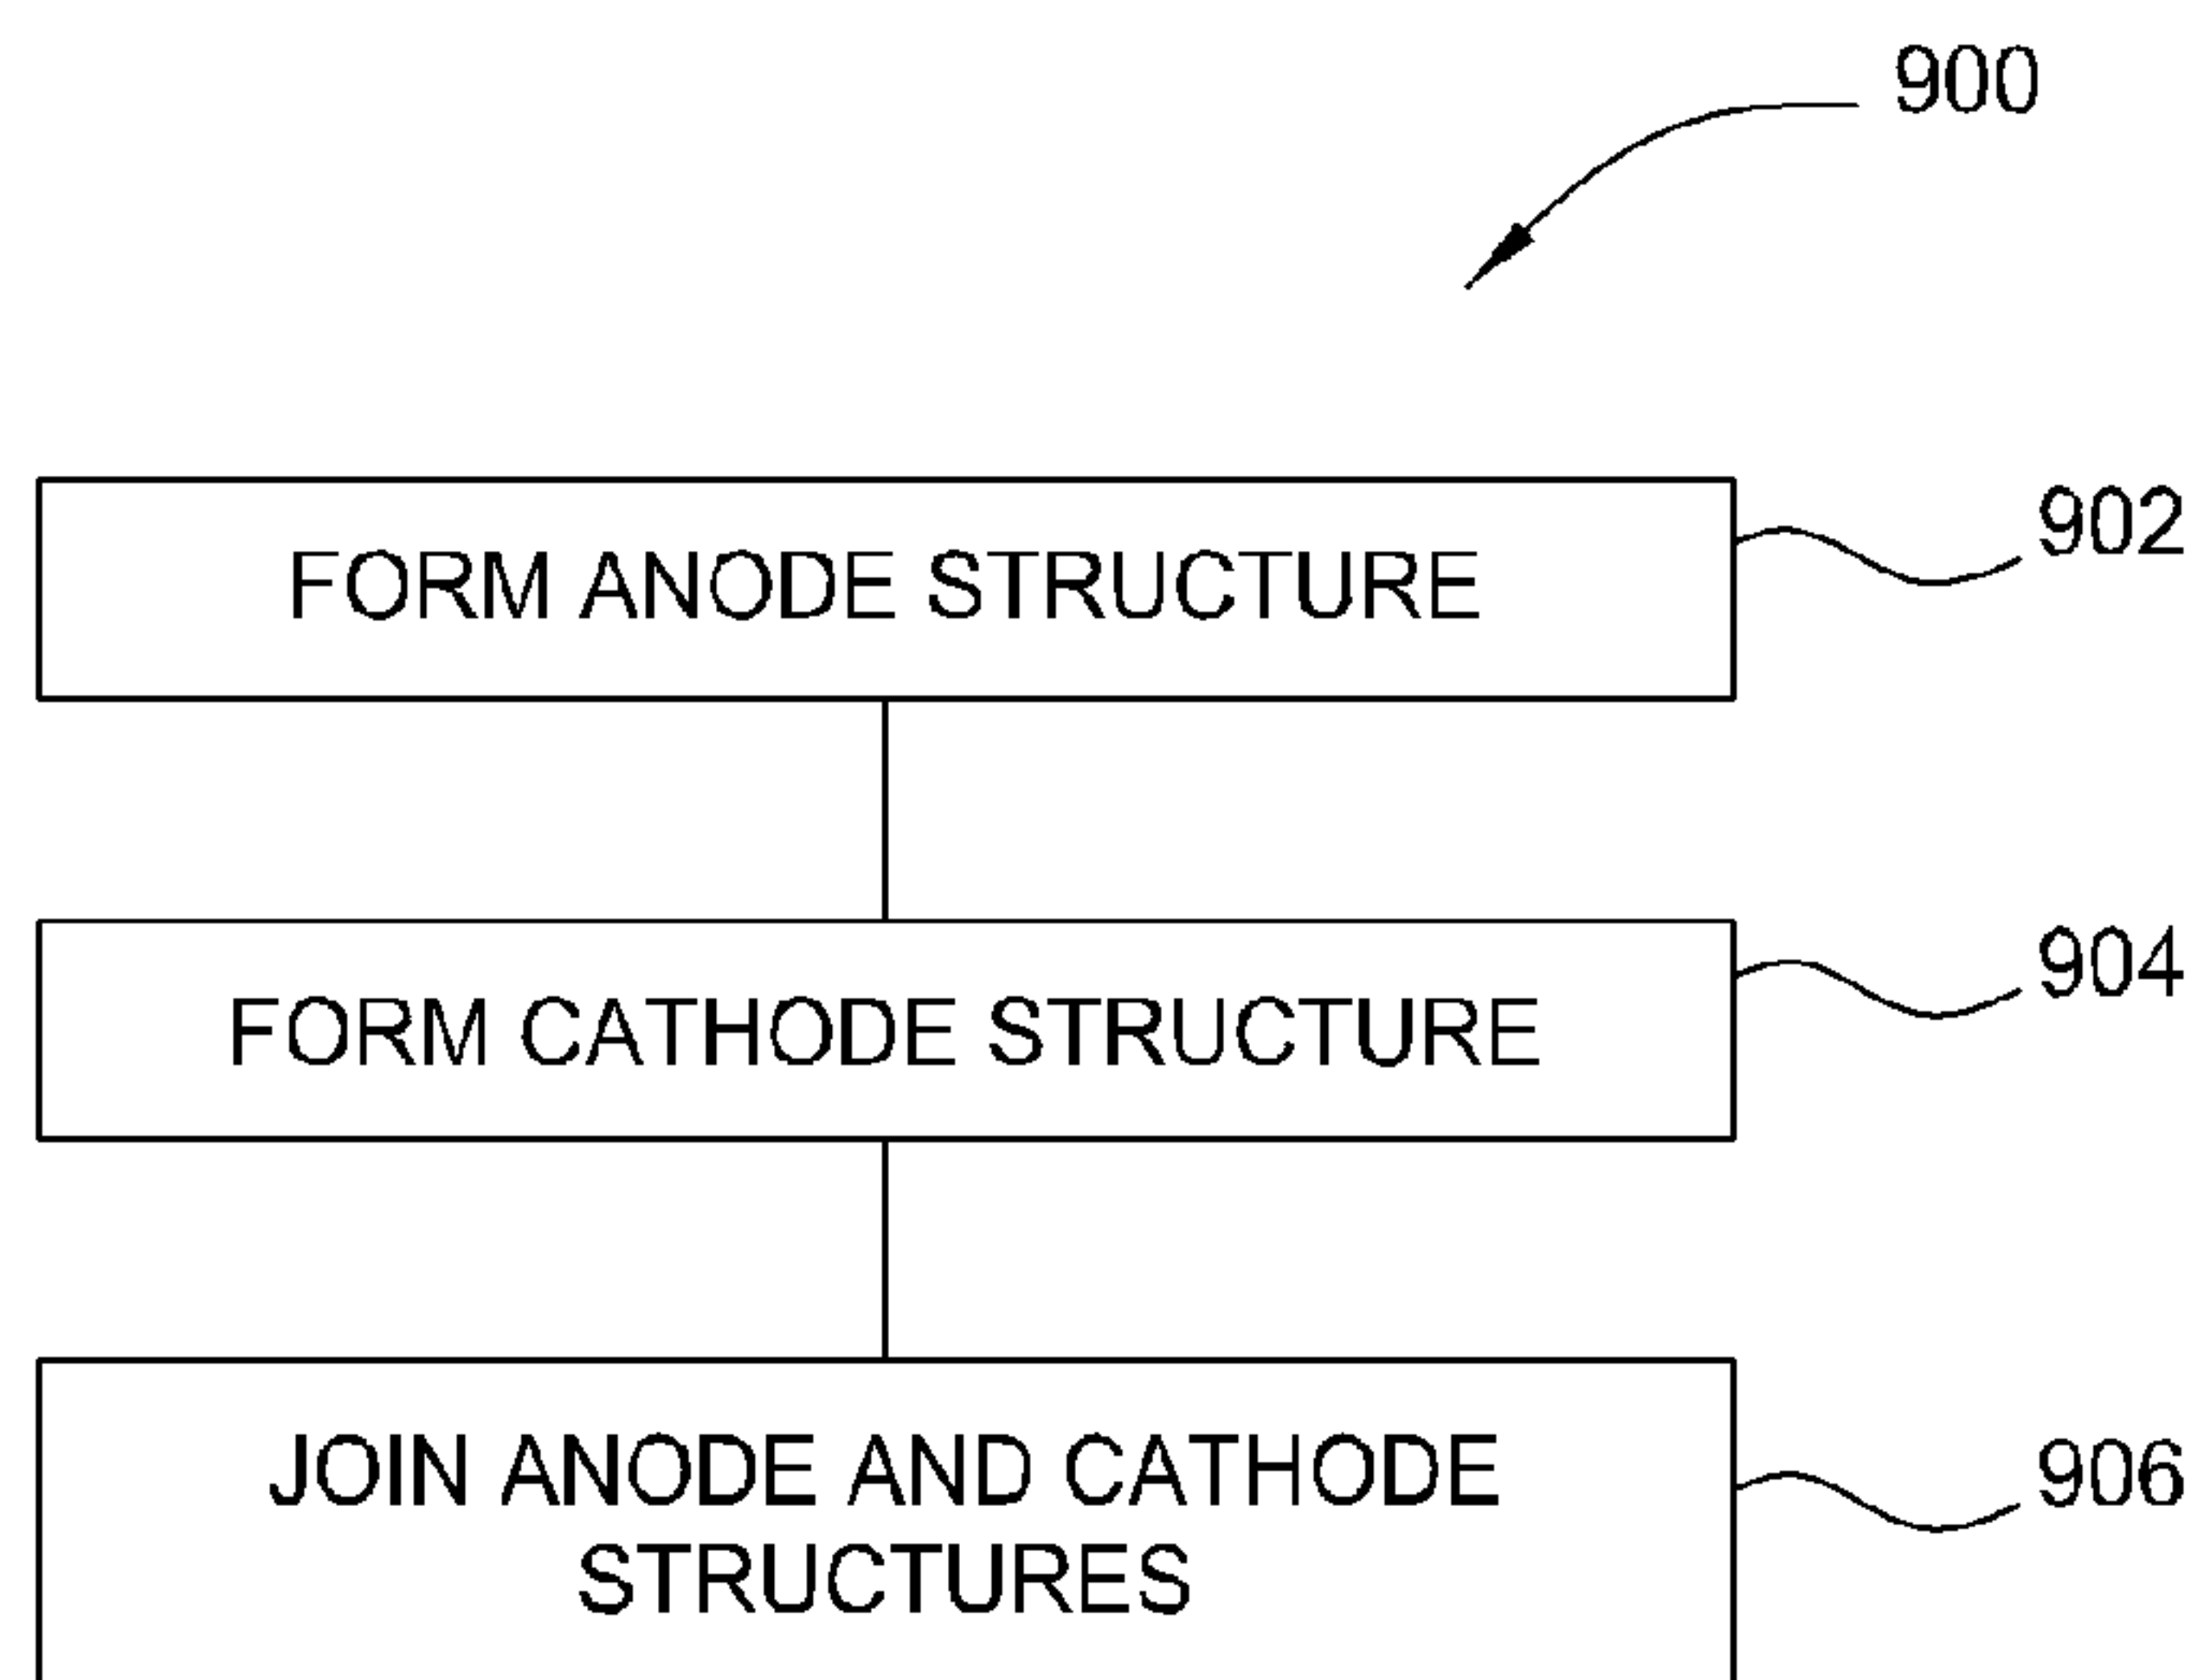 900
FORM ANODE STRUCTURE
902
FORM CATHODE STRUCTURE
904
JOIN ANODE AND CATHODE
STRUCTURES
906